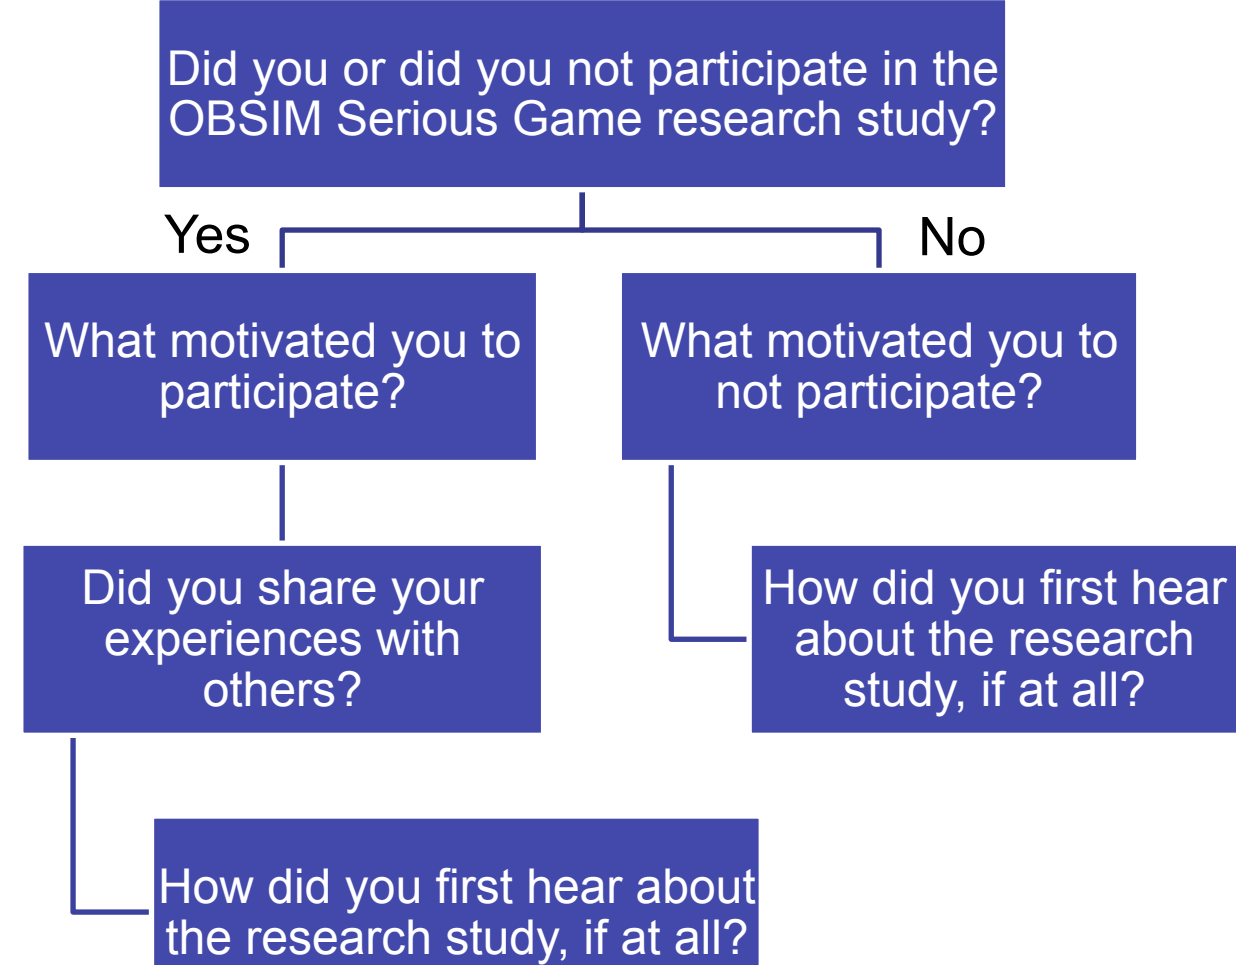 Did you or did you not participate in the
OBSIM Serious Game research study?
Yes
No
What motivated you to
participate?
What motivated you to
not participate?
Did you share your
experiences with
others?
How did you first hear
about the research
study, if at all?
How did you first hear about
the research study, if at all?